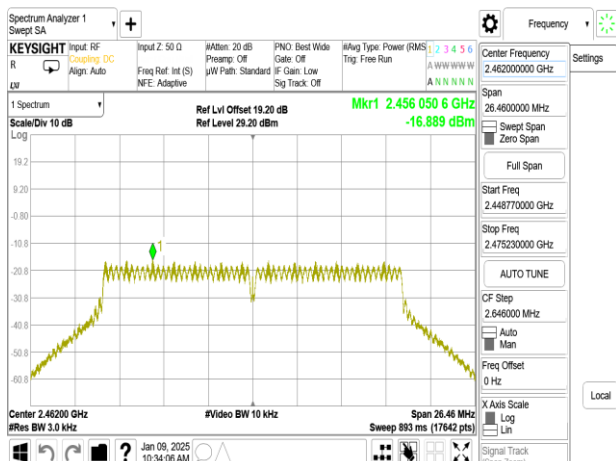 Spectrum Analyzer 1
Swept SA
+
Frequency
KEYSIGHT
R
LXI
Input: RF
Coupling: DC
Align: Auto
Input Z: 50 Ω
Freq Ref: Int (S)
NFE: Adaptive
#Atten: 20 dB
Preamp: Off
µW Path: Standard
PNO: Best Wide
Gate: Off
IF Gain: Low
Sig Track: Off
#Avg Type: Power (RMS
Trig: Free Run
1 2 3 4 5 6
A W W W W W
A N N N N N
1 Spectrum
Scale/Div 10 dB
Log
Ref Lvl Offset 19.20 dB
Ref Level 29.20 dBm
Mkr1 2.456 050 6 GHz
-16.889 dBm
19.2
9.20
-0.80
-10.8
-20.8
-30.8
-40.8
-50.8
-60.8
1
Center 2.46200 GHz
#Res BW 3.0 kHz
#Video BW 10 kHz
Span 26.46 MHz
Sweep 893 ms (17642 pts)
?
Jan 09, 2025
10:34:06 AM
Center Frequency
2.462000000 GHz
Span
26.4600000 MHz
Swept Span
Zero Span
Full Span
Start Freq
2.448770000 GHz
Stop Freq
2.475230000 GHz
AUTO TUNE
CF Step
2.646000 MHz
Auto
Man
Freq Offset
0 Hz
X Axis Scale
Log
Lin
Signal Track
Settings
Local